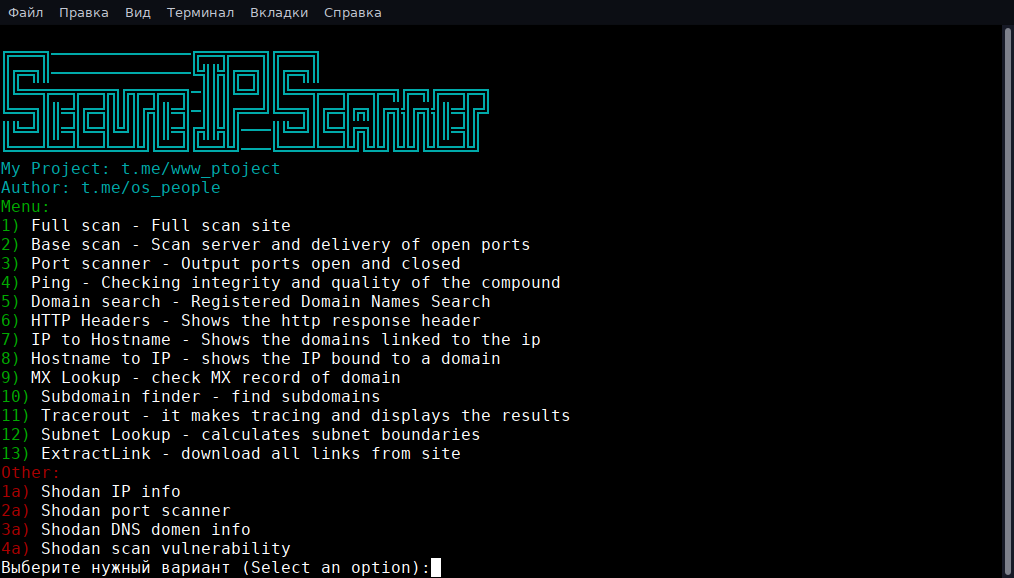 Файл Правка Вид Терминал Вкладки Справка
My Project: t.me/www_ptoject
Author: t.me/os_people
Menu:
1) Full scan - Full scan site
2) Base scan - Scan server and delivery of open ports
3) Port scanner - Output ports open and closed
4) Ping - Checking integrity and quality of the compound
5) Domain search - Registered Domain Names Search
6) HTTP Headers - Shows the http response header
7) IP to Hostname - Shows the domains linked to the ip
8) Hostname to IP - shows the IP bound to a domain
9) MX Lookup - check MX record of domain
10) Subdomain finder - find subdomains
11) Tracerout - it makes tracing and displays the results
12) Subnet Lookup - calculates subnet boundaries
13) ExtractLink - download all links from site
Other:
1a) Shodan IP info
2a) Shodan port scanner
3a) Shodan DNS domen info
4a) Shodan scan vulnerability
Выберите нужный вариант (Select an option):